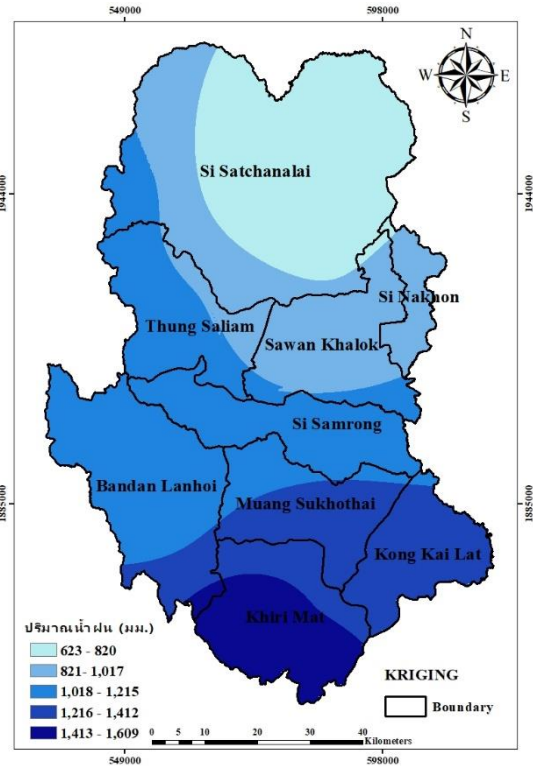 549000 598000
N
W E
S
Si Satchanalai
1944000 1944000
Si Nakhon
Thung Saliam
Sawan Khalok
Si Samrong
Bandan Lanhoi
Muang Sukhothai
1885000 1885000
Kong Kai Lat
Khiri Mat
ปริมาณน้ำฝน (มม.)
623 - 820
821- 1,017
1,018 - 1,215
1,216 - 1,412
1,413 - 1,609
KRIGING
Boundary
0 5 10 20 30 40
Kilometers
549000 598000